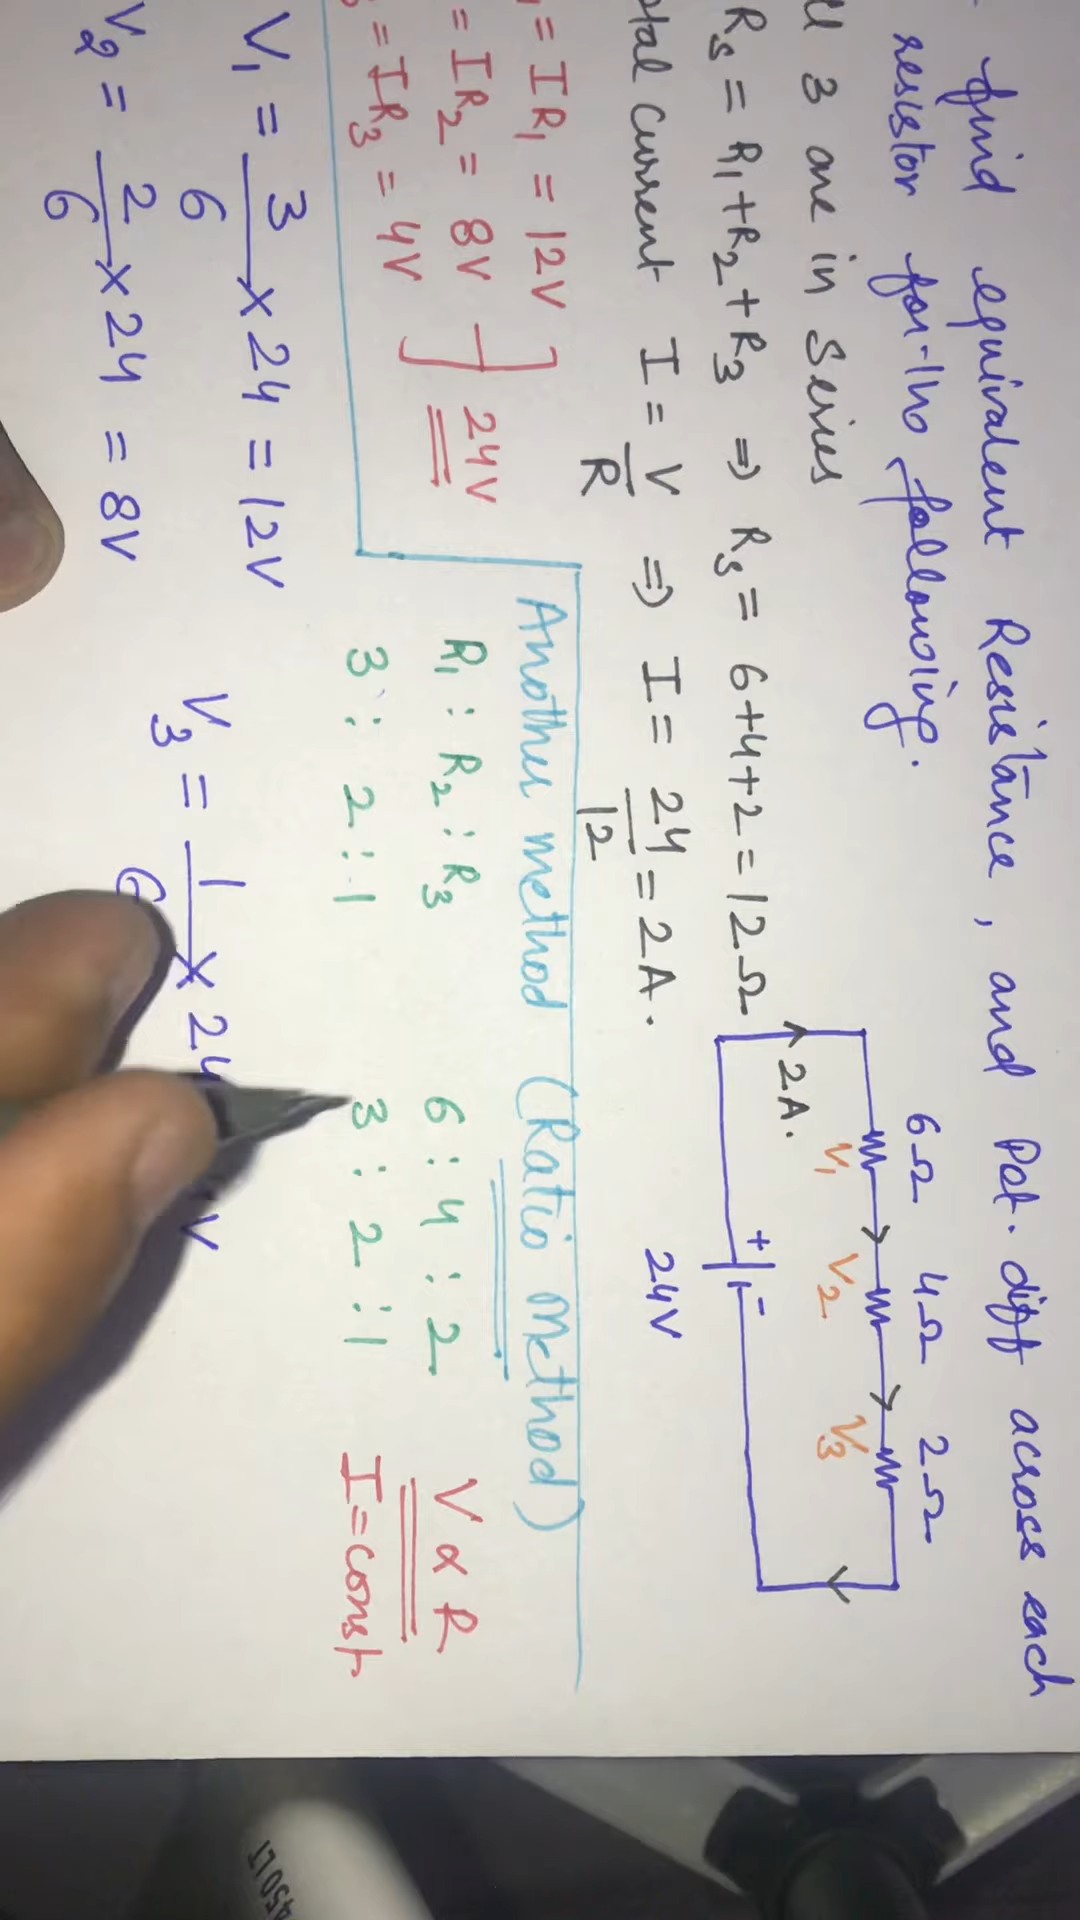 find equivalent Resistance, and Pot. diff across each
resistor for the following.
3 are in Series
Rs = R1+R2+R3 ⇒ Rs = 6+4+2 = 12Ω
current I = V/R ⇒ I = 24/12 = 2A.
6Ω 4Ω 2Ω
V1 V2 V3
2A.
+ -
24V
= IR1 = 12V
= IR2 = 8V
= IR3 = 4V
24V
Another method (Ratio Method)
R1 : R2 : R3 6 : 4 : 2 V α R
3 : 2 : 1 3 : 2 : 1 I = const.
V1 = 3/6 × 24 = 12V
V2 = 2/6 × 24 = 8V
V3 = 1/6 × 24 V
450LT